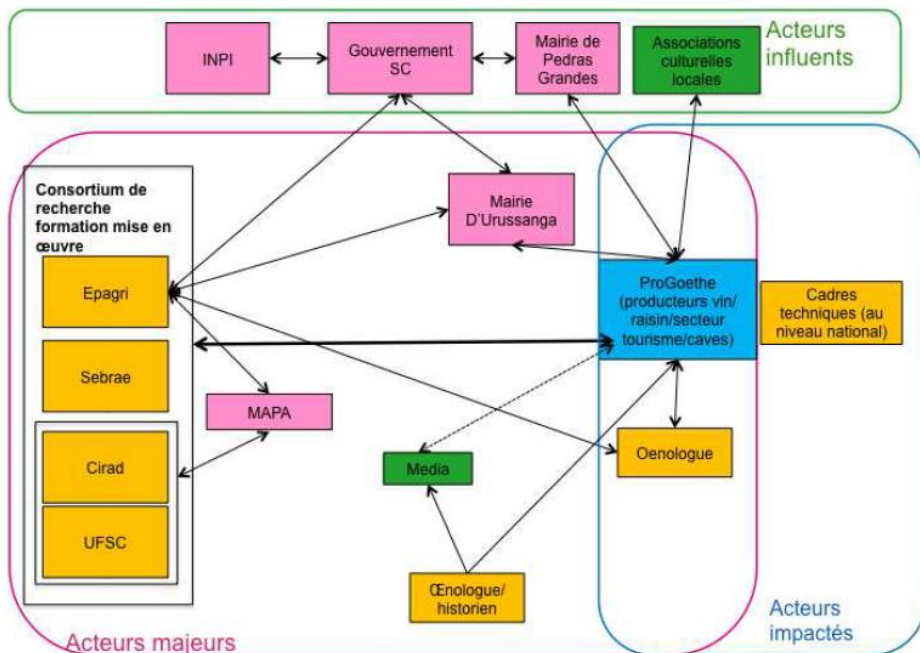 Acteurs
influents
INPI
Gouvernement
SC
Mairie de
Pedras
Grandes
Associations
culturelles
locales
Consortium de
recherche
formation mise en
œuvre
Epagri
Sebrae
Cirad
UFSC
Mairie
D'Urussanga
MAPA
ProGoethe
(producteurs vin/
raisin/secteur
tourisme/caves)
Cadres
techniques (au
niveau national)
Media
Oenologue
Œnologue/
historien
Acteurs majeurs
Acteurs
impactés